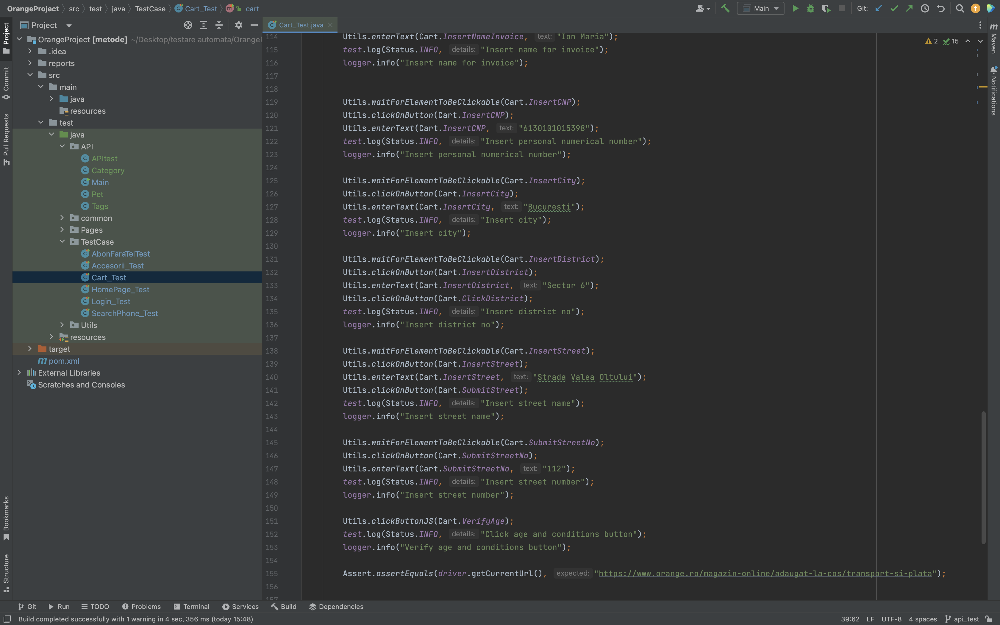 OrangeProject src test java TestCase Cart_Test cart Main Git:
Project Cart_Test.java
OrangeProject [metode] ~/Desktop/testare automata/OrangeP
.idea
reports
src
main
java
resources
test
java
API
APItest
Category
Main
Pet
Tags
common
Pages
TestCase
AbonFaraTelTest
Accesorii_Test
Cart_Test
HomePage_Test
Login_Test
SearchPhone_Test
Utils
resources
target
pom.xml
External Libraries
Scratches and Consoles
Project
Commit
Pull Requests
Bookmarks
Structure
2 15
114 Utils.enterText(Cart.InsertNameInvoice, text: "Ion Maria");
115 test.log(Status.INFO, details: "Insert name for invoice");
116 logger.info("Insert name for invoice");
117
118
119 Utils.waitForElementToBeClickable(Cart.InsertCNP);
120 Utils.clickOnButton(Cart.InsertCNP);
121 Utils.enterText(Cart.InsertCNP, text: "6130101015398");
122 test.log(Status.INFO, details: "Insert personal numerical number");
123 logger.info("Insert personal numerical number");
124
125 Utils.waitForElementToBeClickable(Cart.InsertCity);
126 Utils.clickOnButton(Cart.InsertCity);
127 Utils.enterText(Cart.InsertCity, text: "Bucuresti");
128 test.log(Status.INFO, details: "Insert city");
129 logger.info("Insert city");
130
131 Utils.waitForElementToBeClickable(Cart.InsertDistrict);
132 Utils.clickOnButton(Cart.InsertDistrict);
133 Utils.enterText(Cart.InsertDistrict, text: "Sector 6");
134 Utils.clickOnButton(Cart.ClickDistrict);
135 test.log(Status.INFO, details: "Insert district no");
136 logger.info("Insert district no");
137
138 Utils.waitForElementToBeClickable(Cart.InsertStreet);
139 Utils.clickOnButton(Cart.InsertStreet);
140 Utils.enterText(Cart.InsertStreet, text: "Strada Valea Oltului");
141 Utils.clickOnButton(Cart.SubmitStreet);
142 test.log(Status.INFO, details: "Insert street name");
143 logger.info("Insert street name");
144
145 Utils.waitForElementToBeClickable(Cart.SubmitStreetNo);
146 Utils.clickOnButton(Cart.SubmitStreetNo);
147 Utils.enterText(Cart.SubmitStreetNo, text: "112");
148 test.log(Status.INFO, details: "Insert street number");
149 logger.info("Insert street number");
150
151 Utils.clickButtonJS(Cart.VerifyAge);
152 test.log(Status.INFO, details: "Click age and conditions button");
153 logger.info("Verify age and conditions button");
154
155 Assert.assertEquals(driver.getCurrentUrl(), expected: "https://www.orange.ro/magazin-online/adaugat-la-cos/transport-si-plata");
156
157
m Maven
Notifications
Git Run TODO Problems Terminal Services Build Dependencies
Build completed successfully with 1 warning in 4 sec, 356 ms (today 15:48) 39:62 LF UTF-8 4 spaces api_test